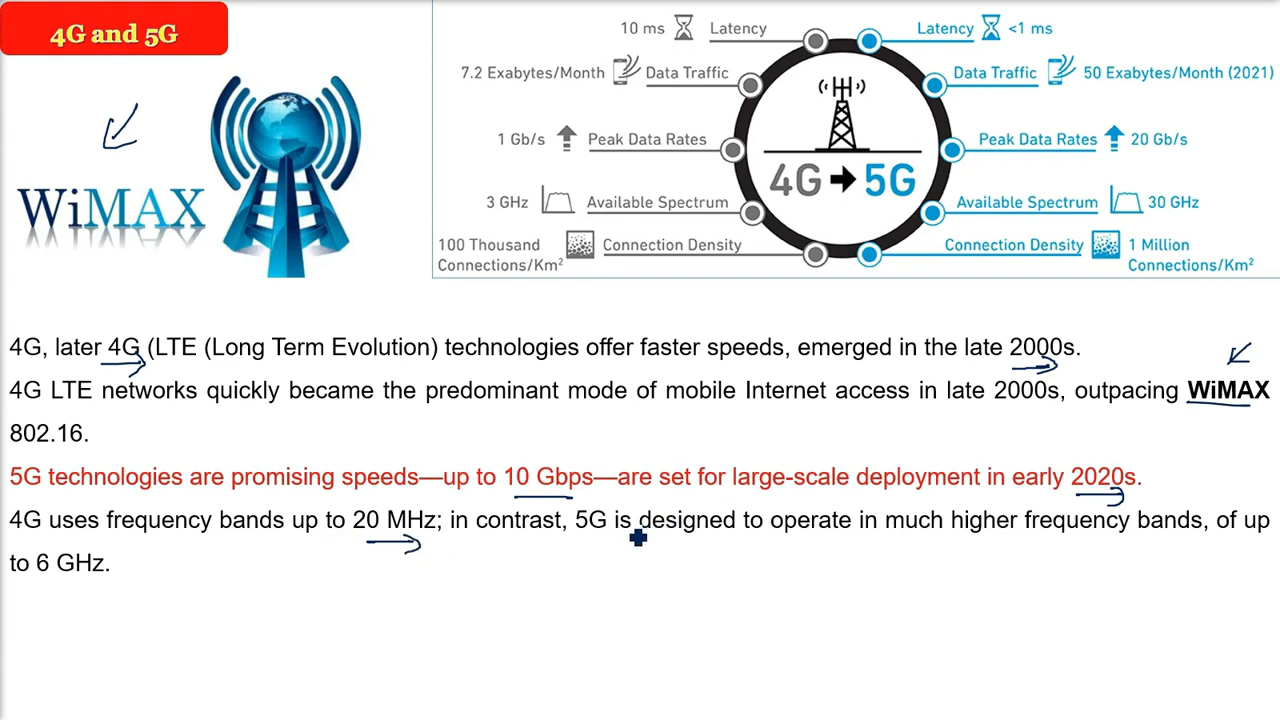 4G and 5G
WiMAX
10 ms Latency
7.2 Exabytes/Month Data Traffic
1 Gb/s Peak Data Rates
3 GHz Available Spectrum
100 Thousand Connection Density
Connections/Km²
4G 5G
Latency <1 ms
Data Traffic 50 Exabytes/Month (2021)
Peak Data Rates 20 Gb/s
Available Spectrum 30 GHz
Connection Density 1 Million
Connections/Km²
4G, later 4G (LTE (Long Term Evolution) technologies offer faster speeds, emerged in the late 2000s.
4G LTE networks quickly became the predominant mode of mobile Internet access in late 2000s, outpacing WiMAX
802.16.
5G technologies are promising speeds—up to 10 Gbps—are set for large-scale deployment in early 2020s.
4G uses frequency bands up to 20 MHz; in contrast, 5G is designed to operate in much higher frequency bands, of up
to 6 GHz.